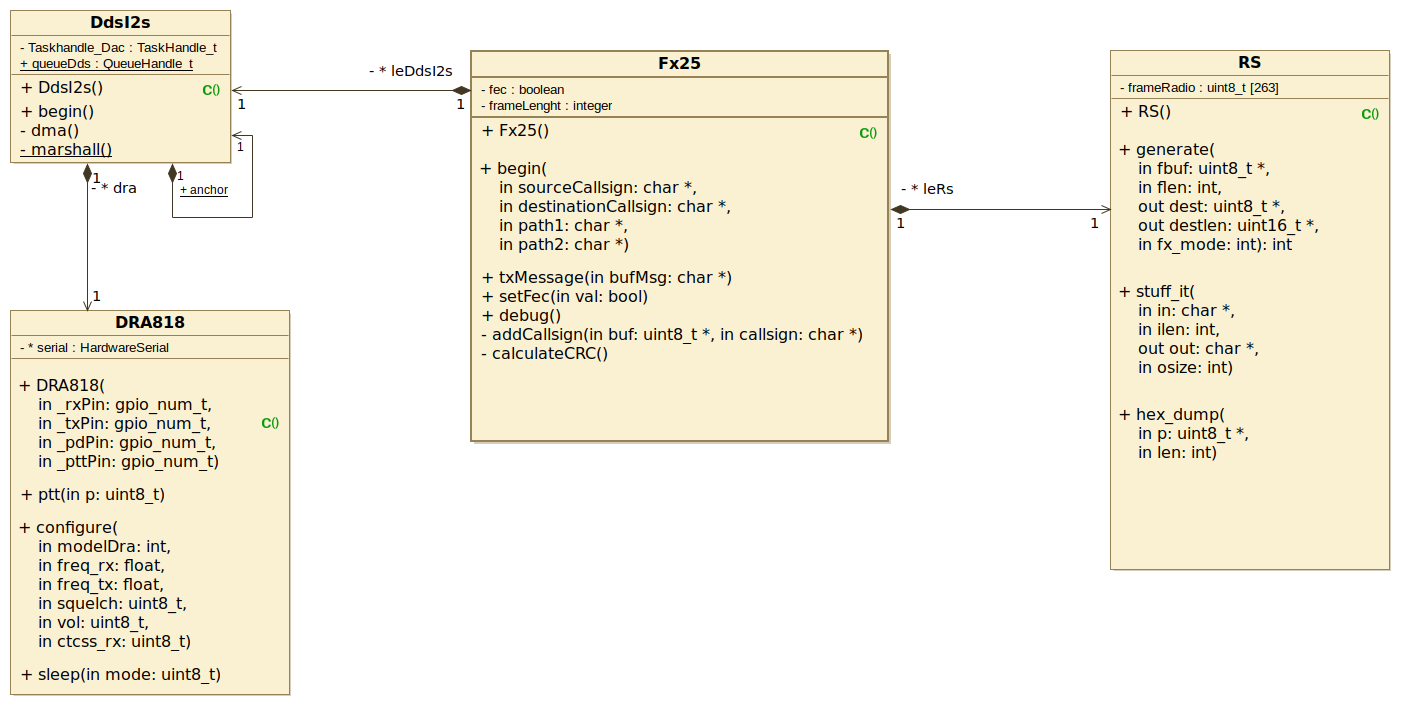 DdsI2s
- Taskhandle_Dac : TaskHandle_t
+ queueDds : QueueHandle_t
+ DdsI2s()
C()
+ begin()
- dma()
- marshall()
1
1
1
+ anchor
1
- * dra
1
- * leDdsI2s
1
DRA818
- * serial : HardwareSerial
+ DRA818(
in _rxPin: gpio_num_t,
in _txPin: gpio_num_t,
in _pdPin: gpio_num_t,
in _pttPin: gpio_num_t)
C()
+ ptt(in p: uint8_t)
+ configure(
in modelDra: int,
in freq_rx: float,
in freq_tx: float,
in squelch: uint8_t,
in vol: uint8_t,
in ctcss_rx: uint8_t)
+ sleep(in mode: uint8_t)
Fx25
- fec : boolean
- frameLenght : integer
+ Fx25()
C()
+ begin(
in sourceCallsign: char *,
in destinationCallsign: char *,
in path1: char *,
in path2: char *)
+ txMessage(in bufMsg: char *)
+ setFec(in val: bool)
+ debug()
- addCallsign(in buf: uint8_t *, in callsign: char *)
- calculateCRC()
- * leRs
1
1
RS
- frameRadio : uint8_t [263]
+ RS()
C()
+ generate(
in fbuf: uint8_t *,
in flen: int,
out dest: uint8_t *,
out destlen: uint16_t *,
in fx_mode: int): int
+ stuff_it(
in in: char *,
in ilen: int,
out out: char *,
in osize: int)
+ hex_dump(
in p: uint8_t *,
in len: int)